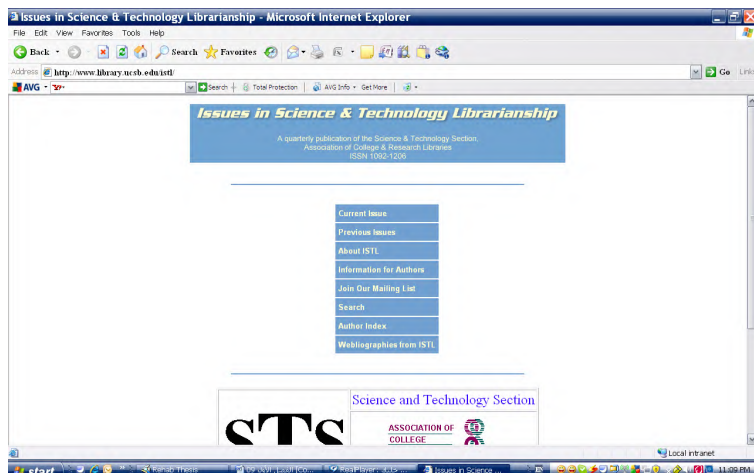 Issues in Science & Technology Librarianship - Microsoft Internet Explorer
File Edit View Favorites Tools Help
Back Search Favorites
Address http://www.library.ucsb.edu/istl/ Go Links
AVG Search Total Protection AVG Info Get More
Issues in Science & Technology Librarianship
A quarterly publication of the Science & Technology Section,
Association of College & Research Libraries
ISSN 1092-1206
Current Issue
Previous Issues
About ISTL
Information for Authors
Join Our Mailing List
Search
Author Index
Webliographies from ISTL
STS
Science and Technology Section
ASSOCIATION OF
COLLEGE
Local intranet
start Rehab Thesis RealPlayer: Issues in Science ... 11:09 PM